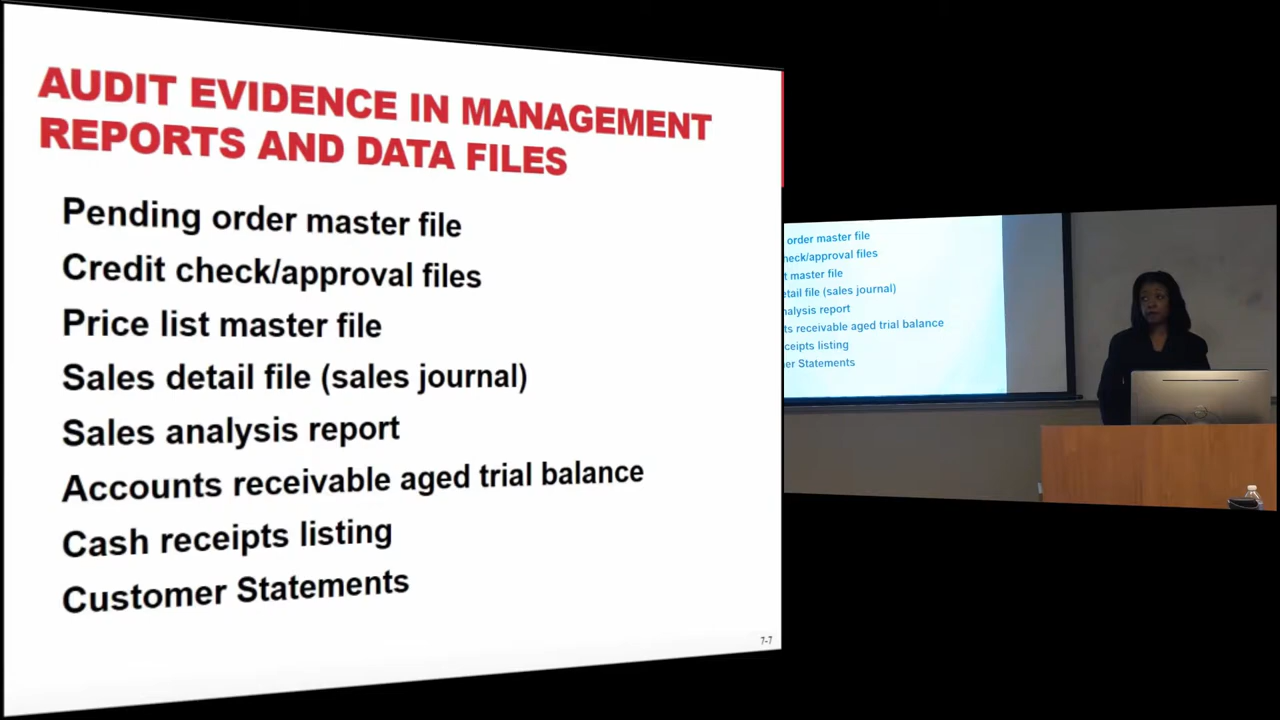 AUDIT EVIDENCE IN MANAGEMENT
REPORTS AND DATA FILES
Pending order master file
Credit check/approval files
Price list master file
Sales detail file (sales journal)
Sales analysis report
Accounts receivable aged trial balance
Cash receipts listing
Customer Statements
7-7
order master file
heck/approval files
t master file
etail file (sales journal)
nalysis report
ts receivable aged trial balance
ceipts listing
er Statements